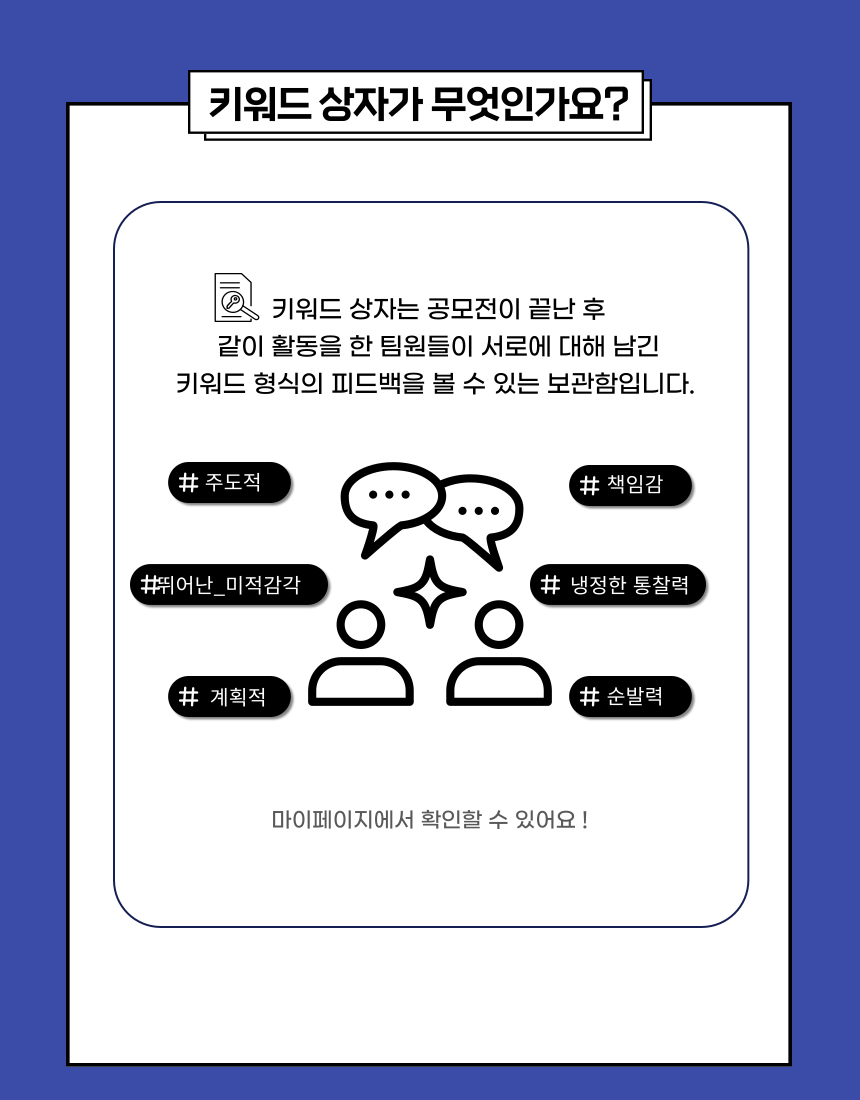 키워드 상자가 무엇인가요?
키워드 상자는 공모전이 끝난 후
같이 활동을 한 팀원들이 서로에 대해 남긴
키워드 형식의 피드백을 볼 수 있는 보관함입니다.
# 주도적
# 책임감
#뛰어난_미적감각
# 냉정한 통찰력
# 계획적
# 순발력
마이페이지에서 확인할 수 있어요 !